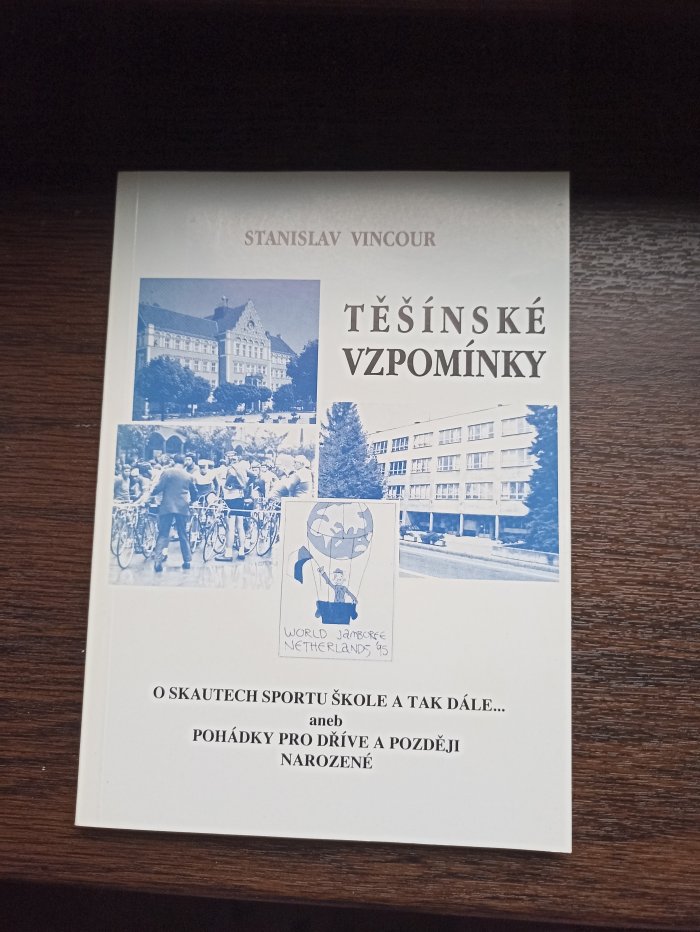 STANISLAV VINCOUR
TĚŠÍNSKÉ
VZPOMÍNKY
WORLD JAMBOREE
NETHERLANDS 95
O SKAUTECH SPORTU ŠKOLE A TAK DÁLE...
aneb
POHÁDKY PRO DŘÍVE A POZDĚJI
NAROZENÉ